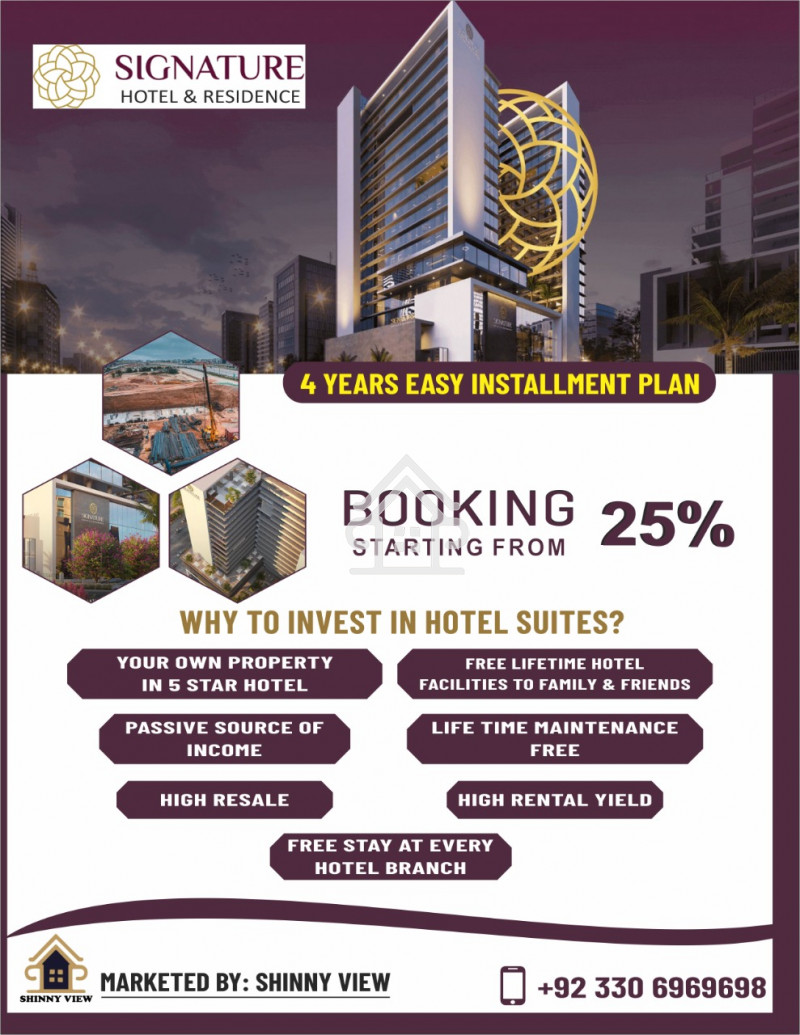 SIGNATURE
HOTEL & RESIDENCE
4 YEARS EASY INSTALLMENT PLAN
BOOKING
STARTING FROM
25%
WHY TO INVEST IN HOTEL SUITES?
YOUR OWN PROPERTY
IN 5 STAR HOTEL
FREE LIFETIME HOTEL
FACILITIES TO FAMILY & FRIENDS
PASSIVE SOURCE OF
INCOME
LIFE TIME MAINTENANCE
FREE
HIGH RESALE
HIGH RENTAL YIELD
FREE STAY AT EVERY
HOTEL BRANCH
SHINNY VIEW
MARKETED BY: SHINNY VIEW
+92 330 6969698